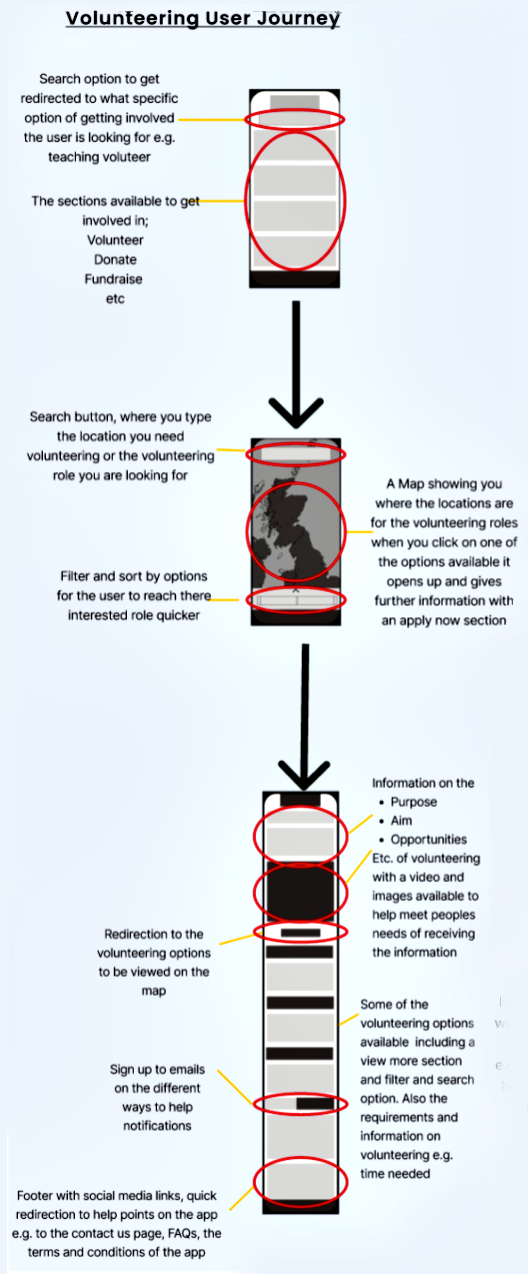 Volunteering User Journey
Search option to get
redirected to what specific
option of getting involved
the user is looking for e.g.
teaching voluteer
The sections available to get
involved in;
Volunteer
Donate
Fundraise
etc
Search button, where you type
the location you need
volunteering or the volunteering
role you are looking for
A Map showing you
where the locations are
for the volunteering roles
when you click on one of
the options available it
opens up and gives
further information with
an apply now section
Filter and sort by options
for the user to reach there
interested role quicker
Information on the
• Purpose
• Aim
• Opportunities
Etc. of volunteering
with a video and
images available to
help meet peoples
needs of receiving
the information
Redirection to the
volunteering options
to be viewed on the
map
Some of the
volunteering options
available including a
view more section
and filter and search
option. Also the
requirements and
information on
volunteering e.g.
time needed
Sign up to emails
on the different
ways to help
notifications
Footer with social media links, quick
redirection to help points on the app
e.g. to the contact us page, FAQs, the
terms and conditions of the app